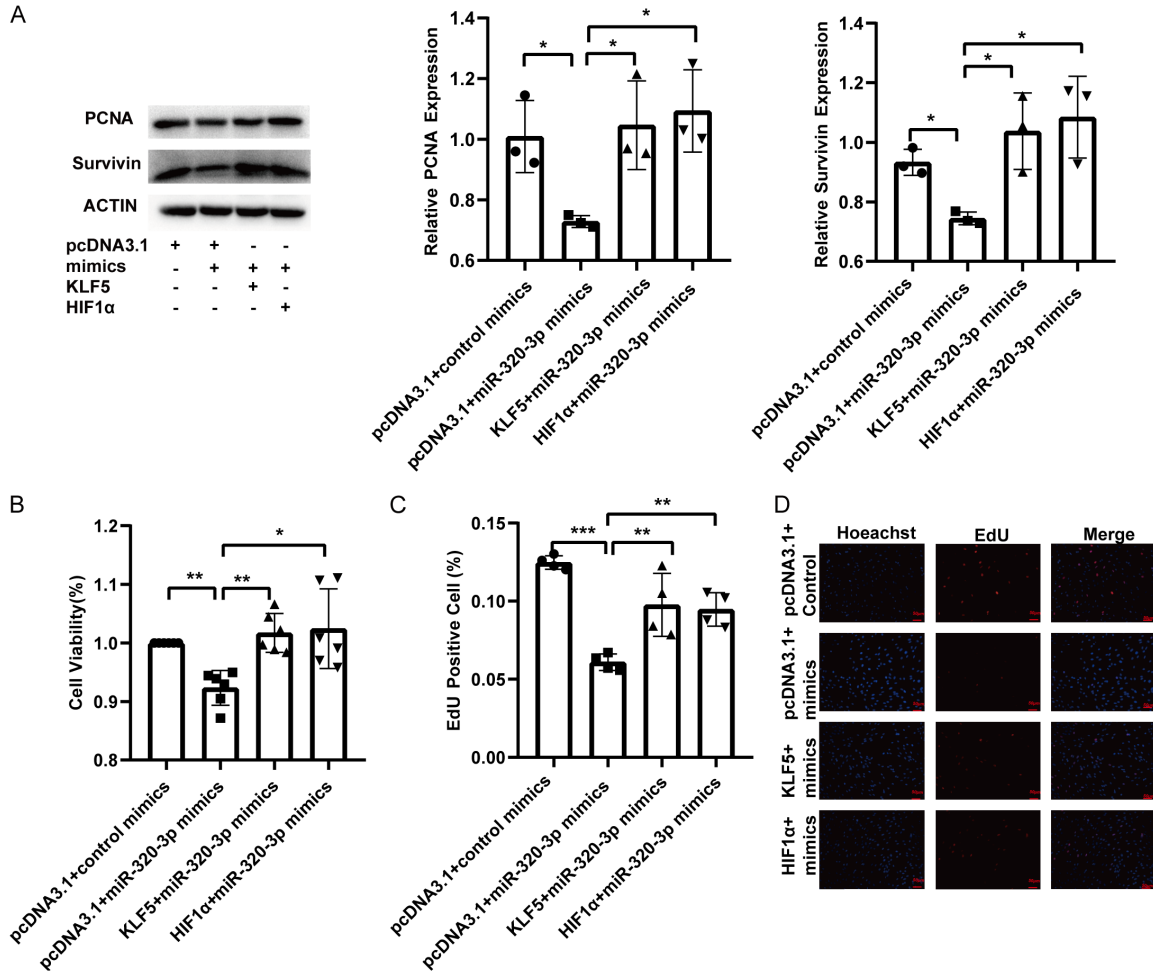 A
PCNA
Survivin
ACTIN
pcDNA3.1 + + - -
mimics - + + +
KLF5 - - + -
HIF1α - - - +
Relative PCNA Expression
1.4
1.2
1.0
0.8
0.6
* * *
pcDNA3.1+control mimics
pcDNA3.1+miR-320-3p mimics
KLF5+miR-320-3p mimics
HIF1α+miR-320-3p mimics
Relative Survivin Expression
1.4
1.2
1.0
0.8
0.6
* * *
pcDNA3.1+control mimics
pcDNA3.1+miR-320-3p mimics
KLF5+miR-320-3p mimics
HIF1α+miR-320-3p mimics
B
Cell Viability(%)
1.2
1.1
1.0
0.9
0.8
** ** *
pcDNA3.1+control mimics
pcDNA3.1+miR-320-3p mimics
KLF5+miR-320-3p mimics
HIF1α+miR-320-3p mimics
C
EdU Positive Cell (%)
0.15
0.10
0.05
0.00
*** ** **
pcDNA3.1+control mimics
pcDNA3.1+miR-320-3p mimics
KLF5+miR-320-3p mimics
HIF1α+miR-320-3p mimics
D
Hoeachst EdU Merge
pcDNA3.1+
Control
pcDNA3.1+
mimics
KLF5+
mimics
HIF1α+
mimics